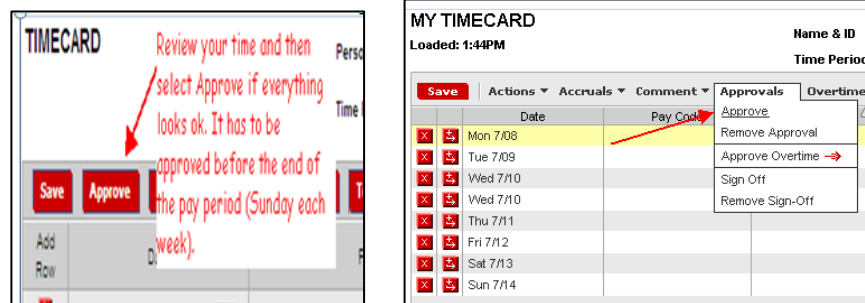 TIMECARD
Review your time and then
select Approve if everything
looks ok. It has to be
approved before the end of
the pay period (Sunday each
week).
Save Approve
Add
Row
MY TIMECARD
Loaded: 1:44PM
Name & ID
Time Period
Save Actions Accruals Comment Approvals Overtime
Date Pay Code
Approve
Remove Approval
Approve Overtime
Sign Off
Remove Sign-Off
Mon 7/08
Tue 7/09
Wed 7/10
Wed 7/10
Thu 7/11
Fri 7/12
Sat 7/13
Sun 7/14